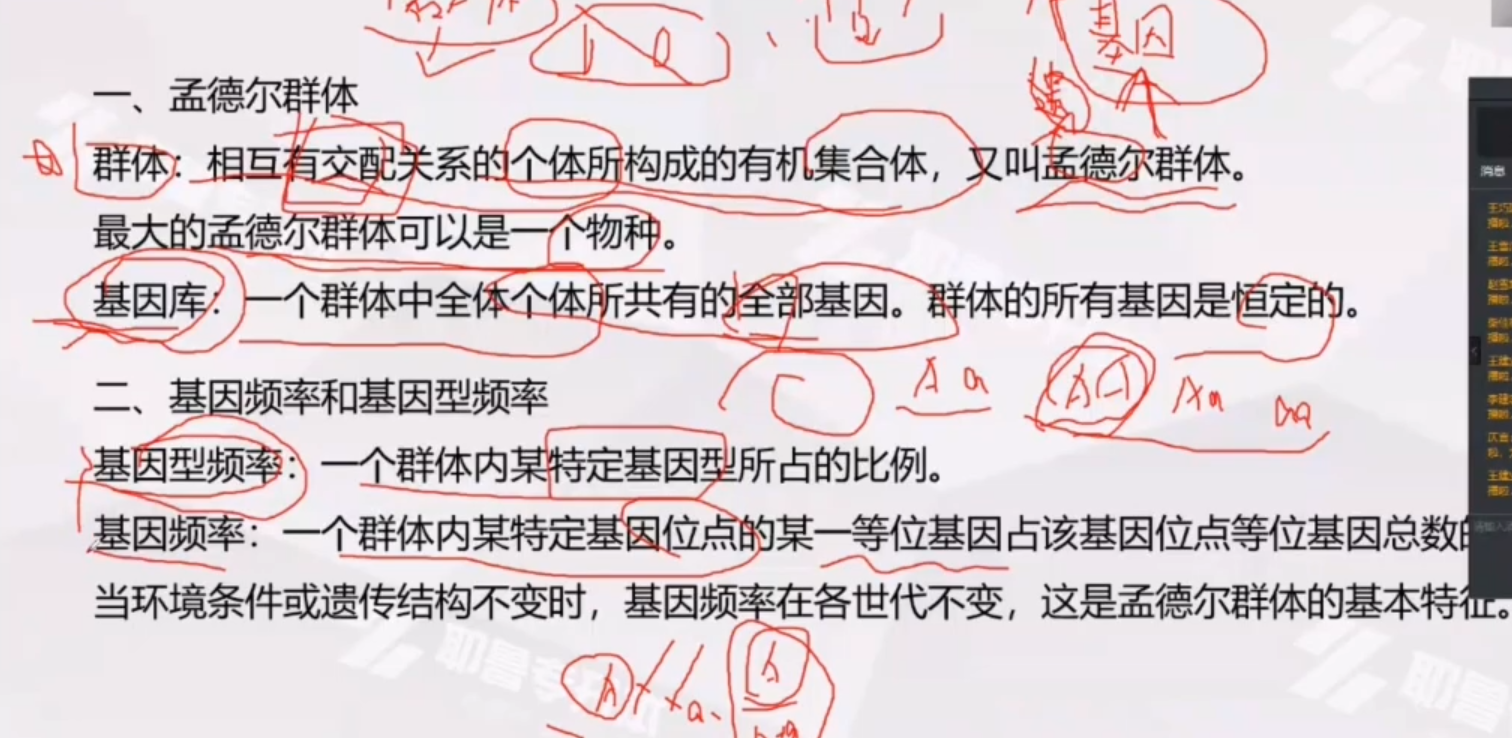 基因
一、孟德尔群体
群体：相互有交配关系的个体所构成的有机集合体，又叫孟德尔群体。
最大的孟德尔群体可以是一个物种。
基因库：一个群体中全体个体所共有的全部基因。群体的所有基因是恒定的。
A a AA Aa aa
二、基因频率和基因型频率
基因型频率：一个群体内某特定基因型所占的比例。
基因频率：一个群体内某特定基因位点的某一等位基因占该基因位点等位基因总数的
当环境条件或遗传结构不变时，基因频率在各世代不变，这是孟德尔群体的基本特征。
消息